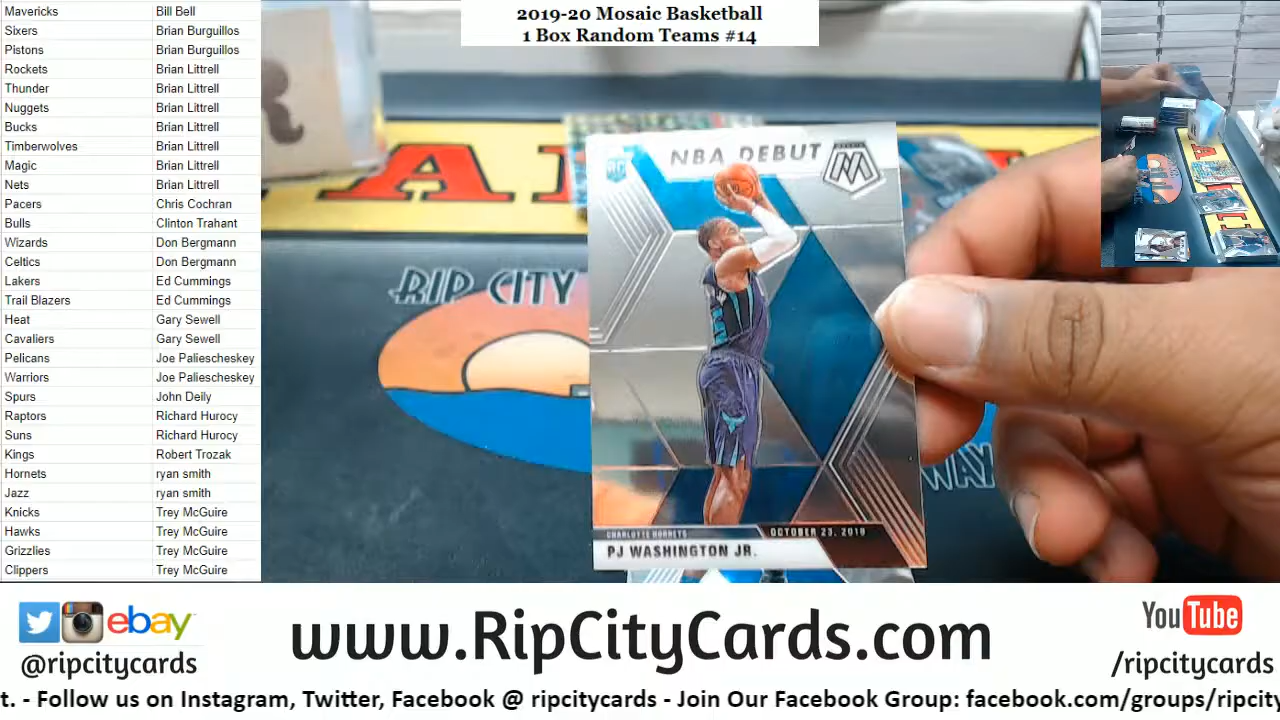 Mavericks Bill Bell
Sixers Brian Burguillos
Pistons Brian Burguillos
Rockets Brian Littrell
Thunder Brian Littrell
Nuggets Brian Littrell
Bucks Brian Littrell
Timberwolves Brian Littrell
Magic Brian Littrell
Nets Brian Littrell
Pacers Chris Cochran
Bulls Clinton Trahant
Wizards Don Bergmann
Celtics Don Bergmann
Lakers Ed Cummings
Trail Blazers Ed Cummings
Heat Gary Sewell
Cavaliers Gary Sewell
Pelicans Joe Paliescheskey
Warriors Joe Paliescheskey
Spurs John Deily
Raptors Richard Hurocy
Suns Richard Hurocy
Kings Robert Trozak
Hornets ryan smith
Jazz ryan smith
Knicks Trey McGuire
Hawks Trey McGuire
Grizzlies Trey McGuire
Clippers Trey McGuire
2019-20 Mosaic Basketball
1 Box Random Teams #14
RC
NBA DEBUT
MOSAIC
RIP CITY
WAY
CHARLOTTE HORNETS
OCTOBER 23, 2019
PJ WASHINGTON JR.
ebay
@ripcitycards
www.RipCityCards.com
YouTube
/ripcitycards
t. - Follow us on Instagram, Twitter, Facebook @ ripcitycards - Join Our Facebook Group: facebook.com/groups/ripcity